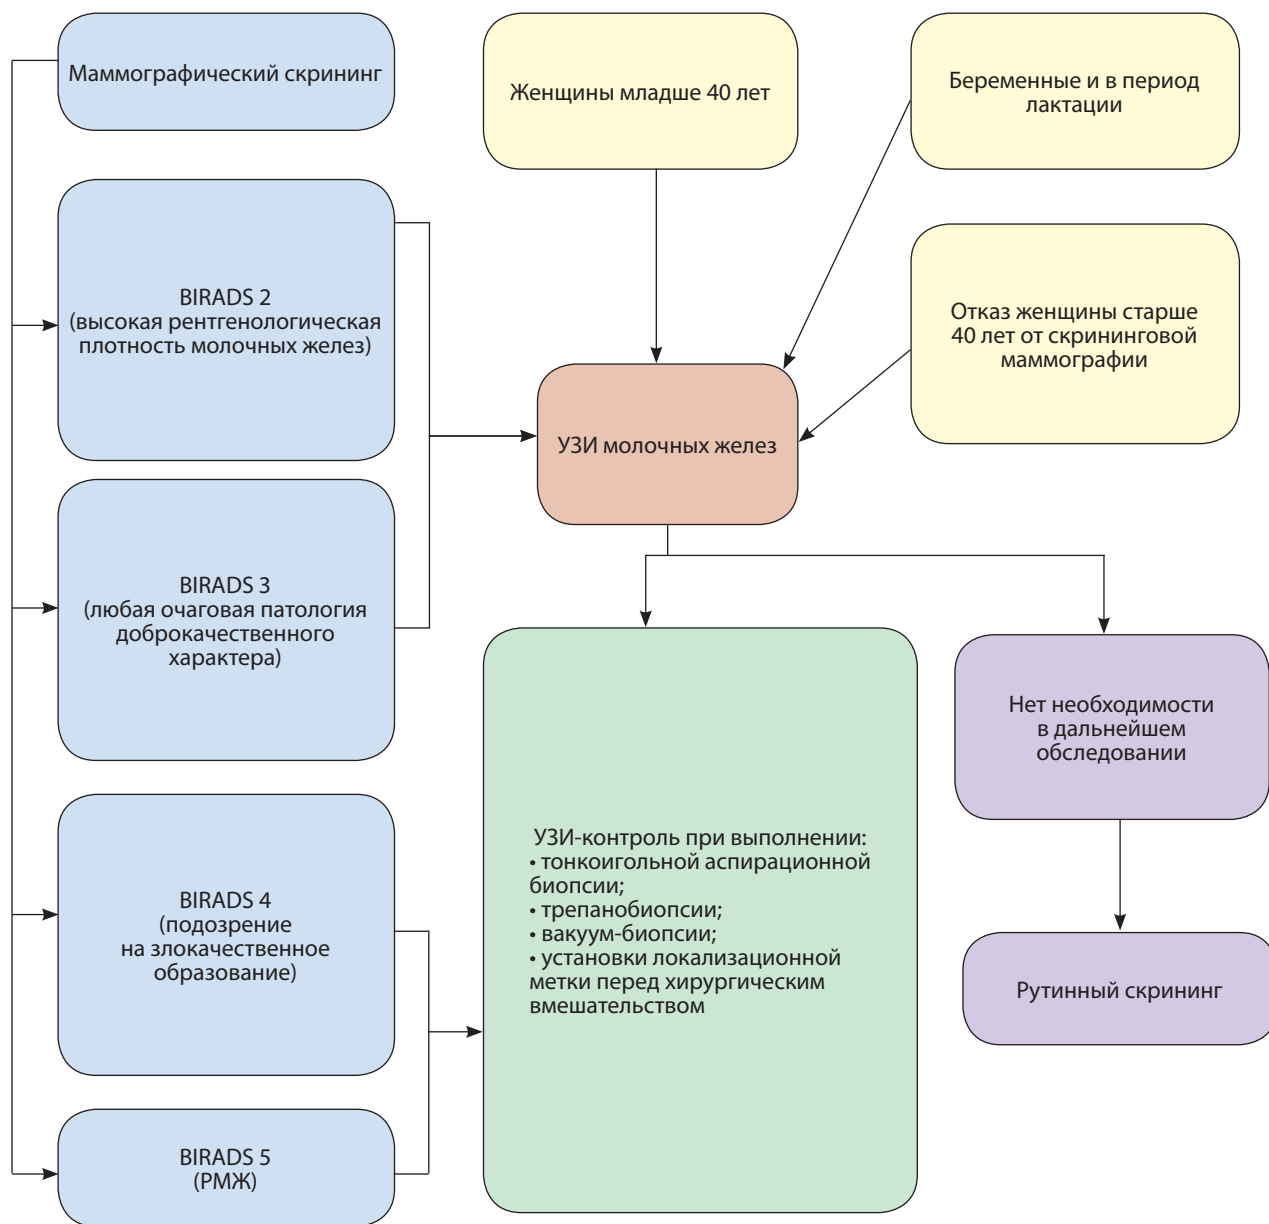 Маммографический скрининг
Женщины младше 40 лет
Беременные и в период
лактации
BIRADS 2
(высокая рентгенологическая
плотность молочных желез)
Отказ женщины старше
40 лет от скрининговой
маммографии
УЗИ молочных желез
BIRADS 3
(любая очаговая патология
доброкачественного
характера)
Нет необходимости
в дальнейшем
обследовании
УЗИ-контроль при выполнении:
• тонкоигольной аспирационной
биопсии;
• трепанобиопсии;
• вакуум-биопсии;
• установки локализационной
метки перед хирургическим
вмешательством
BIRADS 4
(подозрение
на злокачественное
образование)
Рутинный скрининг
BIRADS 5
(РМЖ)